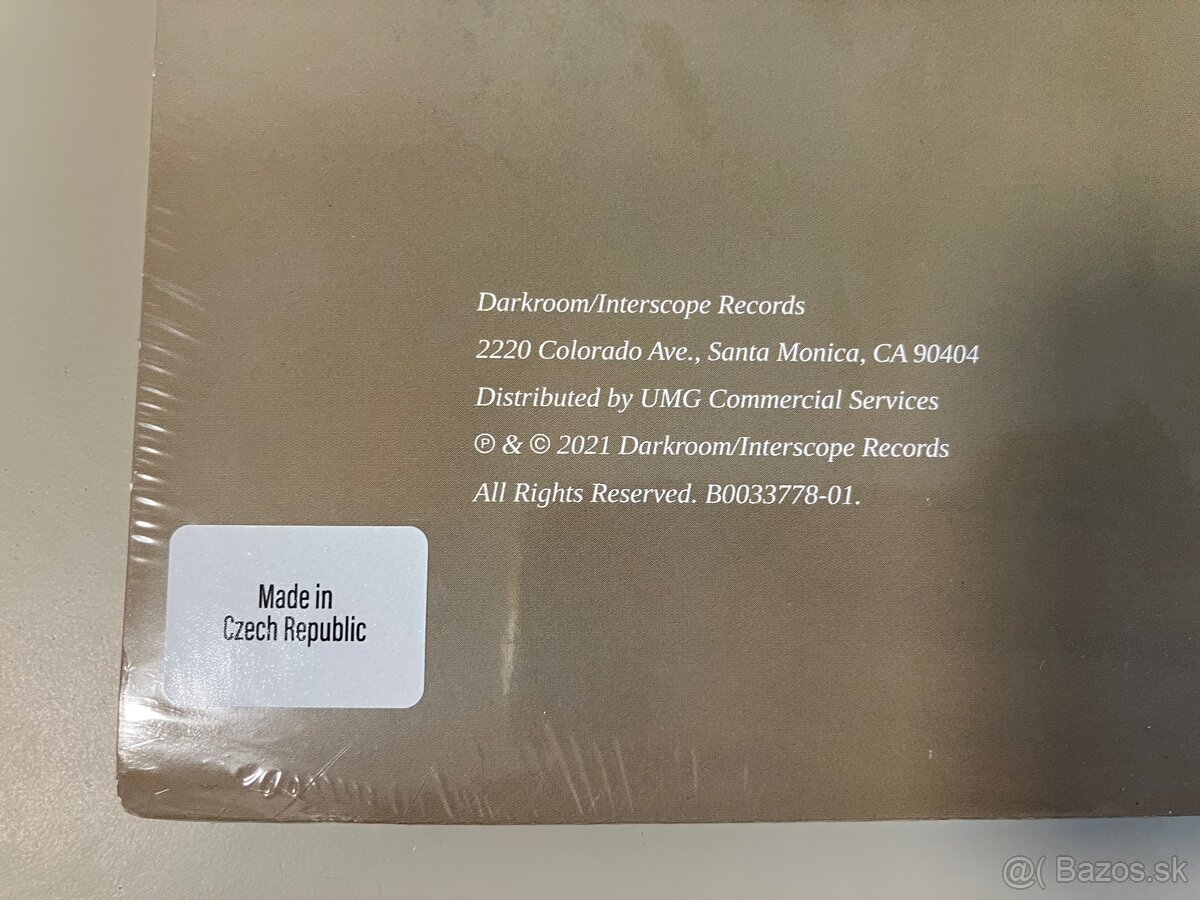 Darkroom/Interscope Records
2220 Colorado Ave., Santa Monica, CA 90404
Distributed by UMG Commercial Services
℗ & © 2021 Darkroom/Interscope Records
All Rights Reserved. B0033778-01.
Made in
Czech Republic
@( Bazos.sk